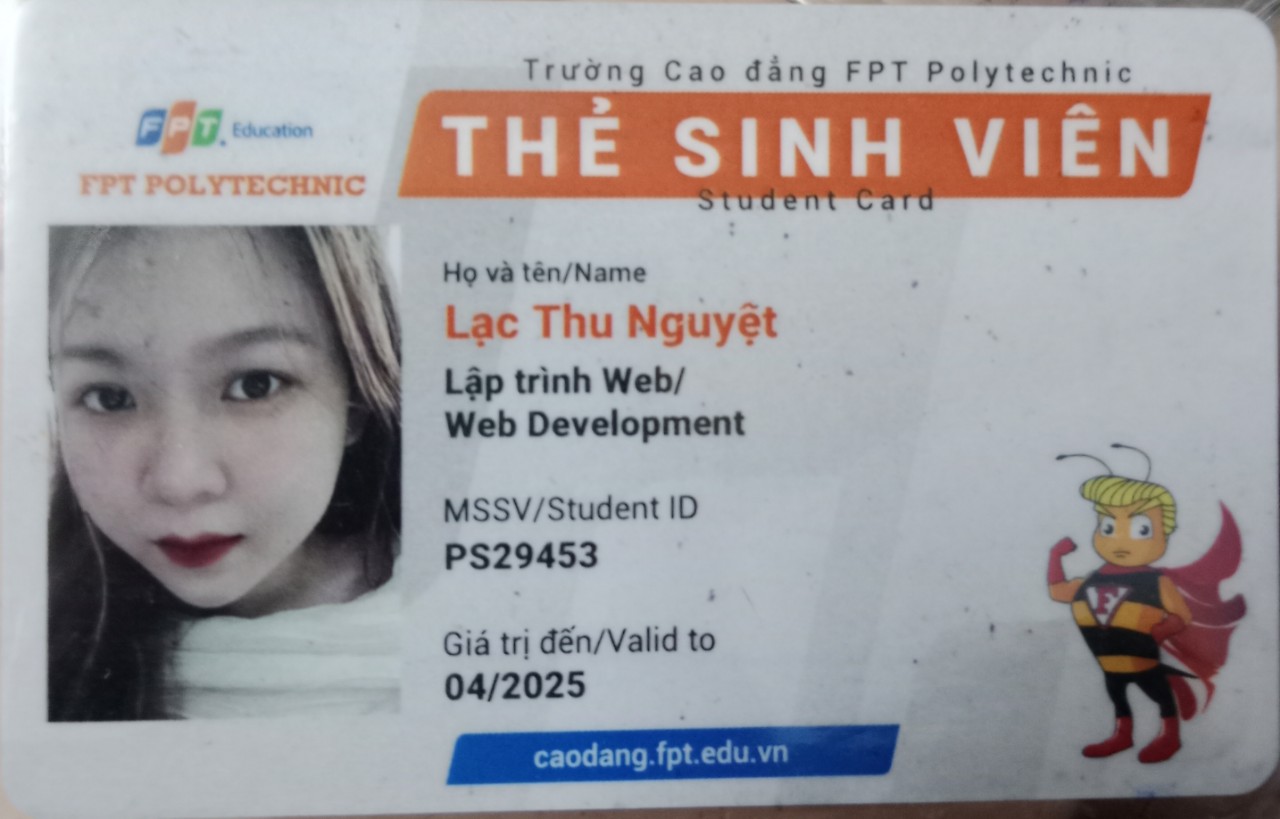 Trường Cao đẳng FPT Polytechnic
FPT Education
THẺ SINH VIÊN
FPT POLYTECHNIC
Student Card
Họ và tên/Name
Lạc Thu Nguyệt
Lập trình Web/
Web Development
MSSV/Student ID
PS29453
Giá trị đến/Valid to
04/2025
caodang.fpt.edu.vn